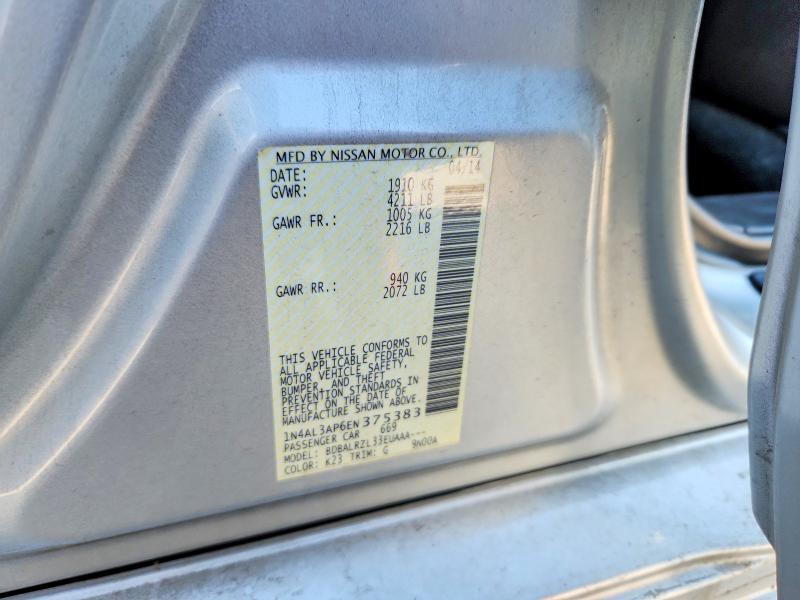 MFD BY NISSAN MOTOR CO., LTD.
DATE: 04/14
GVWR: 1910 KG
4211 LB
GAWR FR.: 1005 KG
2216 LB
GAWR RR.: 940 KG
2072 LB
THIS VEHICLE CONFORMS TO
ALL APPLICABLE FEDERAL
MOTOR VEHICLE SAFETY,
BUMPER, AND THEFT
PREVENTION STANDARDS IN
EFFECT ON THE DATE OF
MANUFACTURE SHOWN ABOVE.
1N4AL3AP6EN375383
PASSENGER CAR 669
MODEL: BDBALRZL33EUAAA---
COLOR: K23 TRIM: G 9N00A